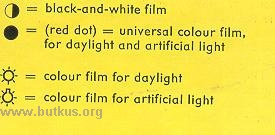 = black-and-white film
= (red dot) = universal colour film,
for daylight and artificial light
= colour film for daylight
= colour film for artificial light
www.butkus.org